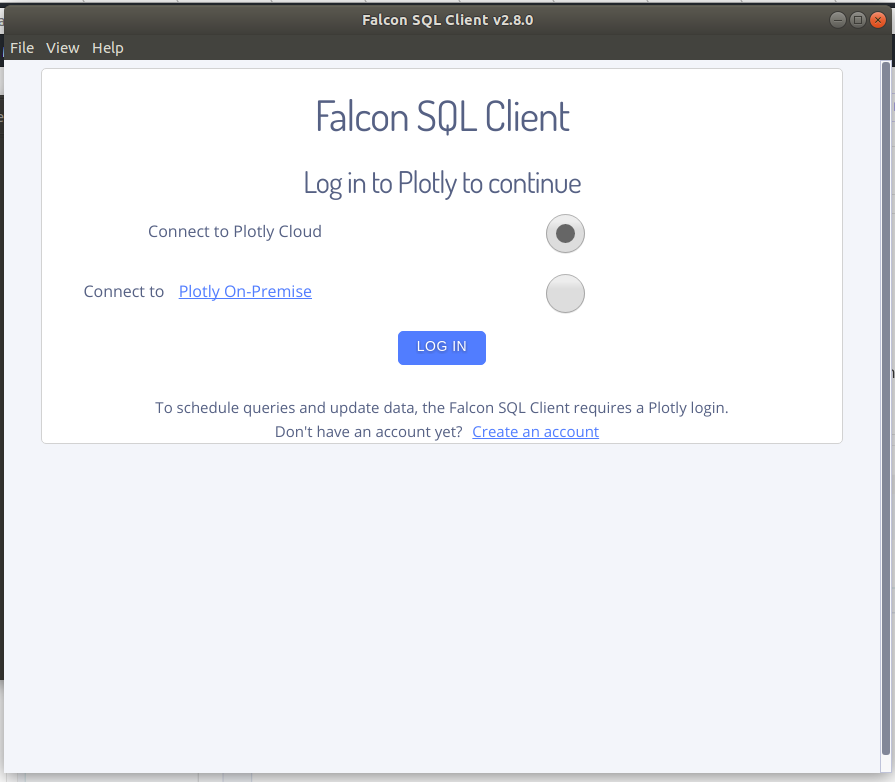 Falcon SQL Client v2.8.0
File View Help
Falcon SQL Client
Log in to Plotly to continue
Connect to Plotly Cloud
Connect to Plotly On-Premise
LOG IN
To schedule queries and update data, the Falcon SQL Client requires a Plotly login.
Don't have an account yet? Create an account